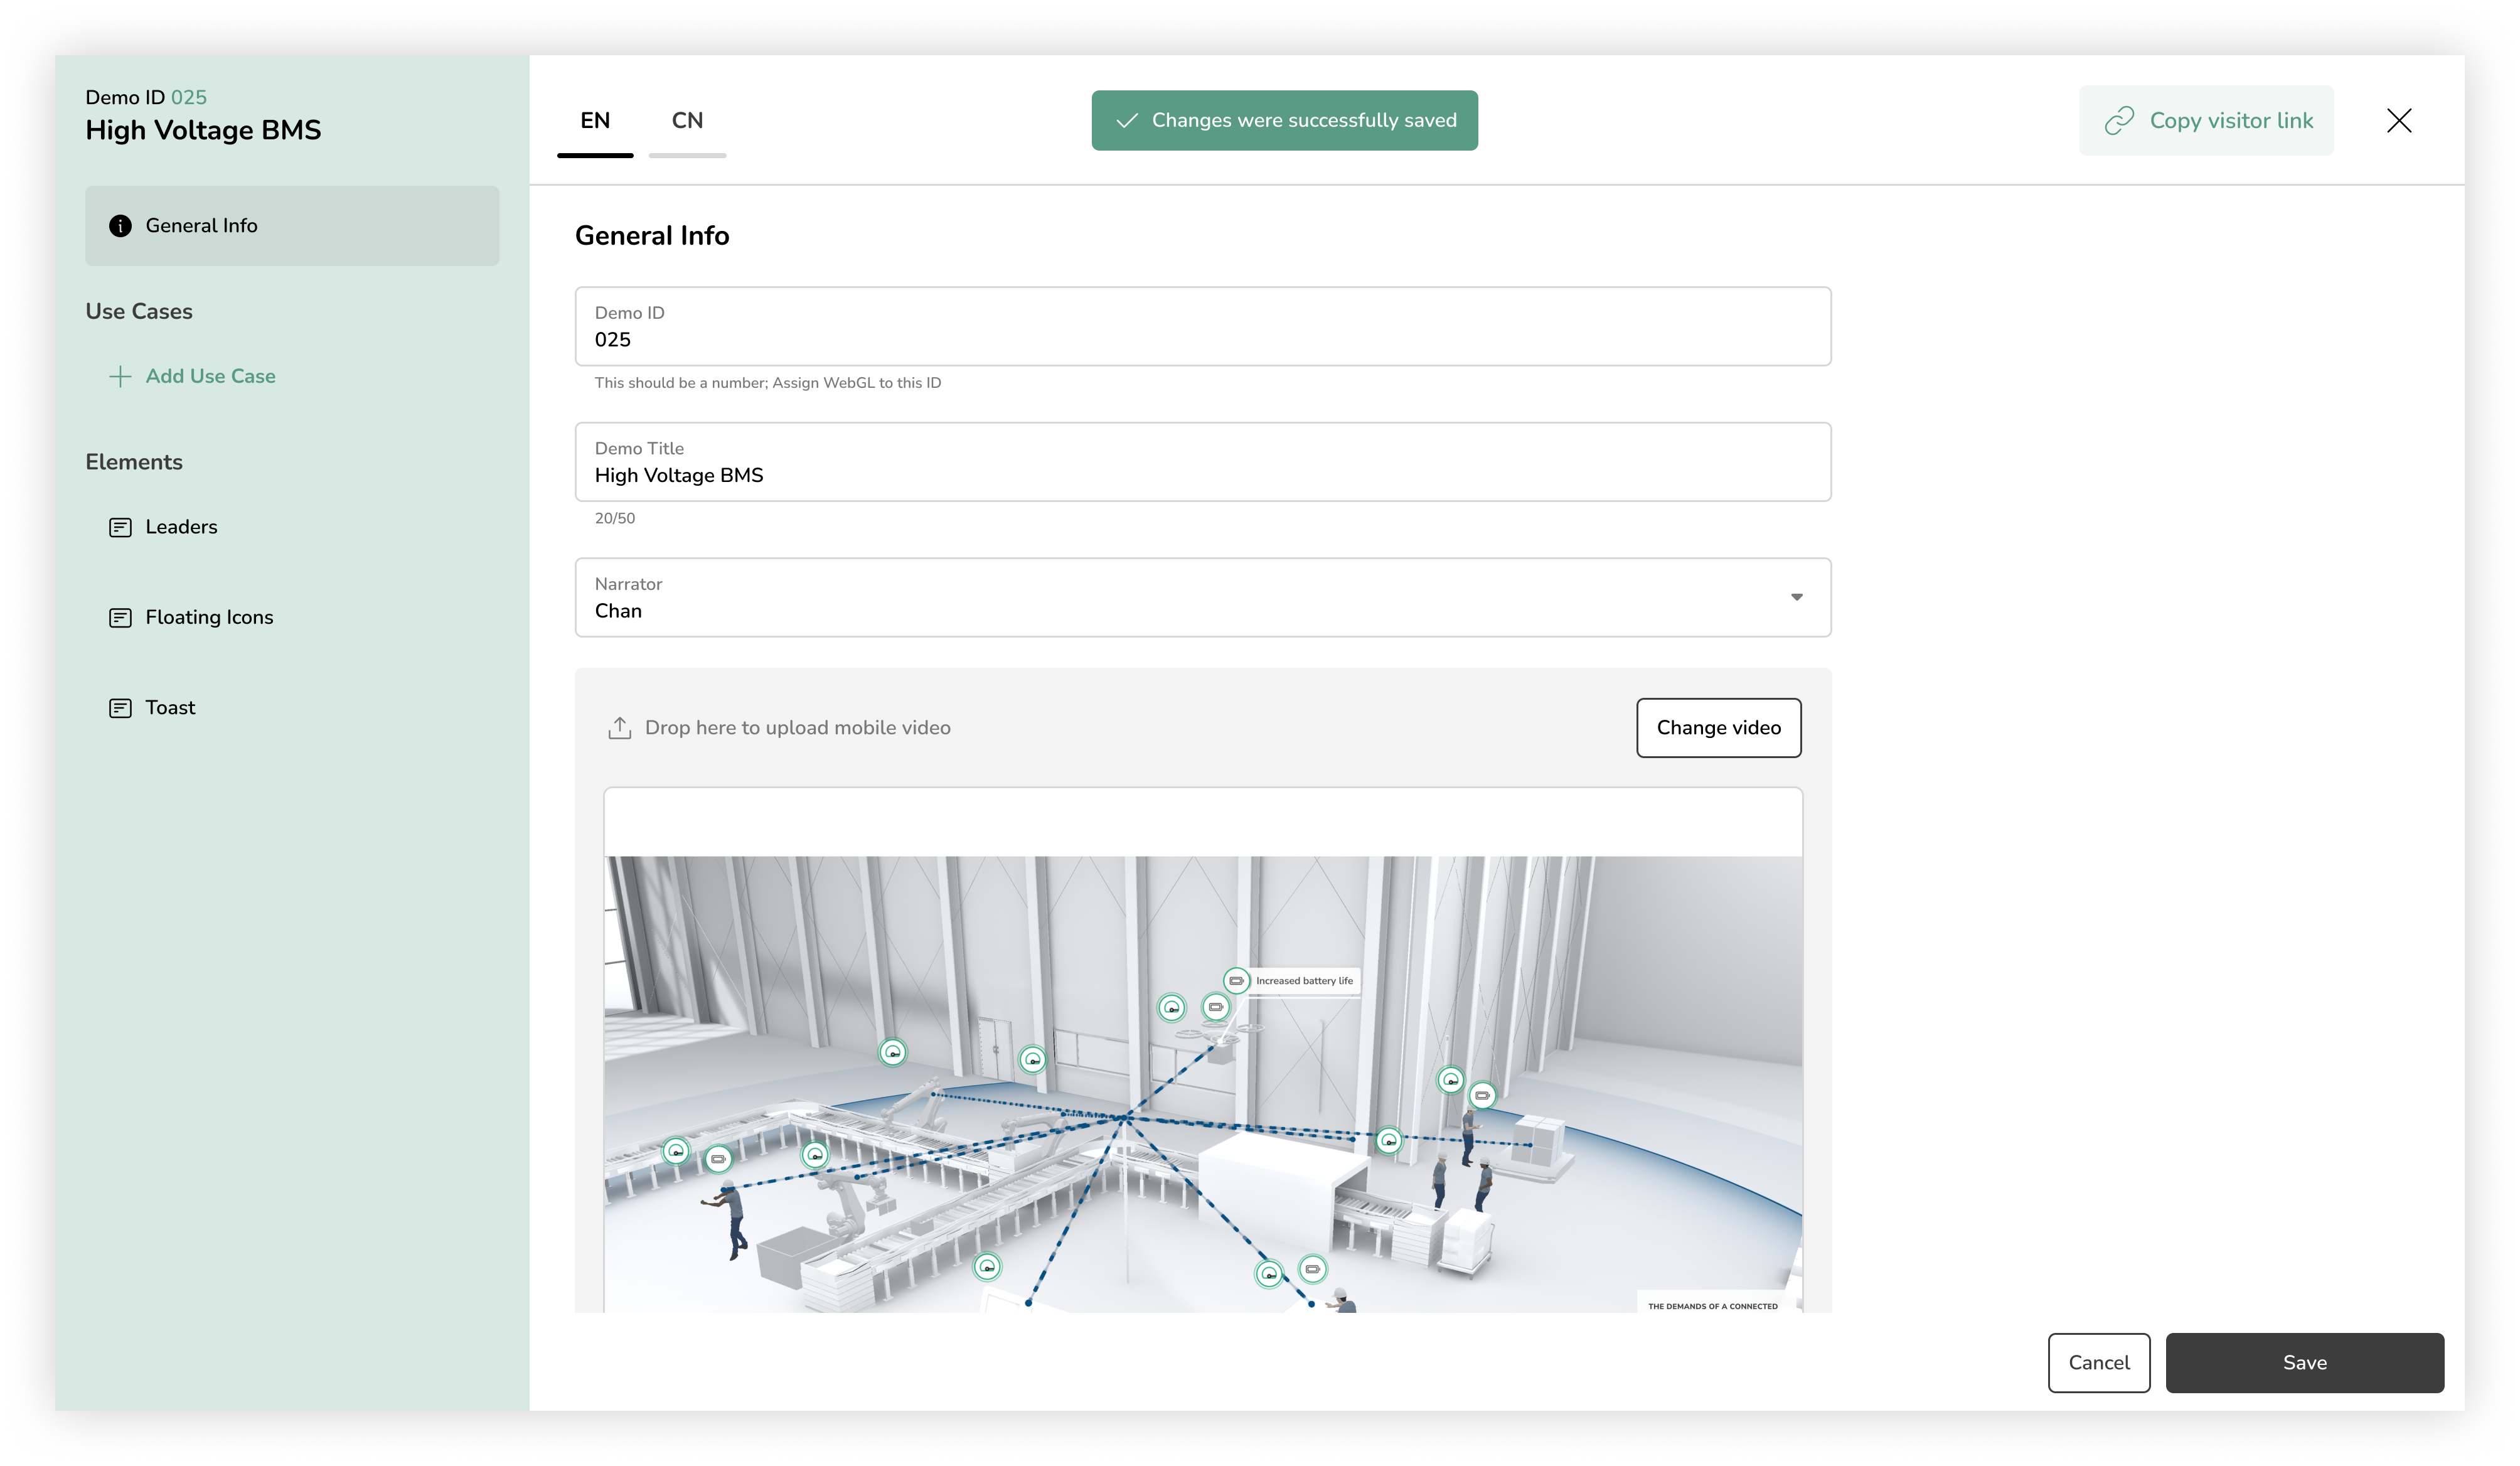 Demo ID 025
High Voltage BMS
General Info
Use Cases
Add Use Case
Elements
Leaders
Floating Icons
Toast
EN
CN
Changes were successfully saved
Copy visitor link
General Info
Demo ID
025
This should be a number; Assign WebGL to this ID
Demo Title
High Voltage BMS
20/50
Narrator
Chan
Drop here to upload mobile video
Change video
Increased battery life
THE DEMANDS OF A CONNECTED
Cancel
Save